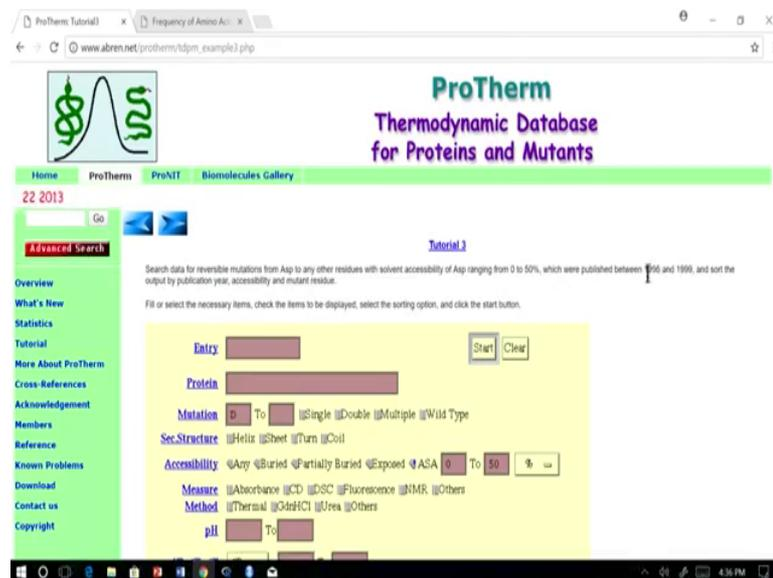 ProTherm: Tutorial3
Frequency of Amino Aci
www.abren.net/protherm/tdpm_example3.php
ProTherm
Thermodynamic Database
for Proteins and Mutants
Home ProTherm ProNIT Biomolecules Gallery
22 2013
Go
Advanced Search
Overview
What's New
Statistics
Tutorial
More About ProTherm
Cross-References
Acknowledgement
Members
Reference
Known Problems
Download
Contact us
Copyright
Tutorial 3
Search data for reversible mutations from Asp to any other residues with solvent accessibility of Asp ranging from 0 to 50%, which were published between 1996 and 1999, and sort the
output by publication year, accessibility and mutant residue.
Fill or select the necessary items, check the items to be displayed, select the sorting option, and click the start button.
Entry Start Clear
Protein
Mutation D To Single Double Multiple Wild Type
Sec.Structure Helix Sheet Turn Coil
Accessibility Any Buried Partially Buried Exposed ASA 0 To 50 %
Measure Absorbance CD DSC Fluorescence NMR Others
Method Thermal GdnHCl Urea Others
pH To
4:36 PM